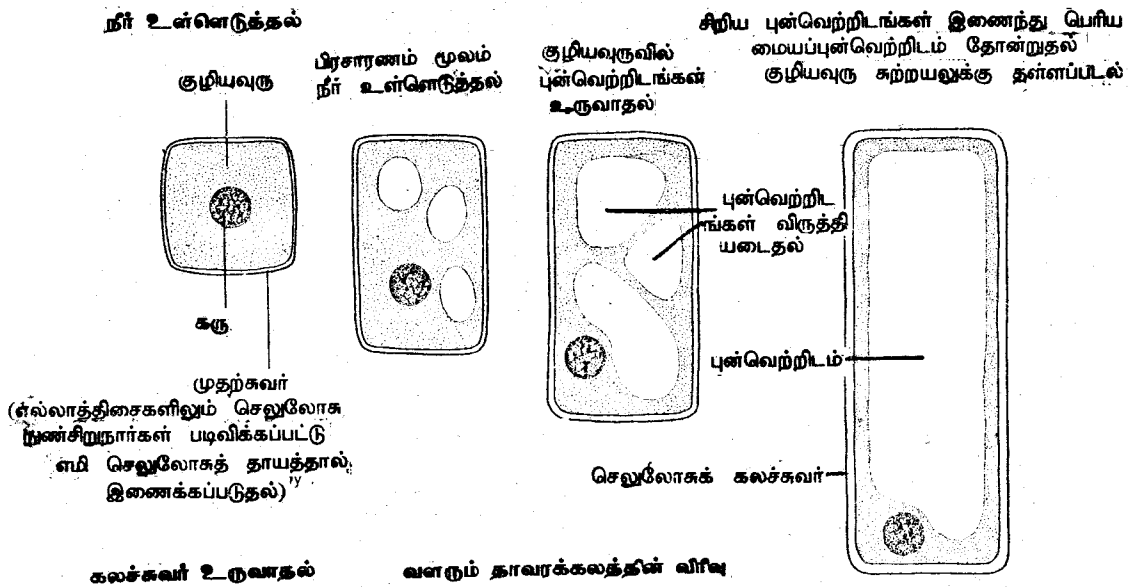 நீர் உள்ளெடுத்தல்
குழியவுரு
பிரசாரணம் மூலம்
நீர் உள்ளெடுத்தல்
குழியவுருவில்
புன்வெற்றிடங்கள்
உருவாதல்
சிறிய புன்வெற்றிடங்கள் இணைந்து பெரிய
மையப்புன்வெற்றிடம் தோன்றுதல்
குழியவுரு சுற்றயலுக்கு தள்ளப்படல்
புன்வெற்றிட
ங்கள் விருத்தி
யடைதல்
கரு
புன்வெற்றிடம்
முதற்சுவர்
(எல்லாத்திசைகளிலும் செலுலோசு
நுண்சிறுநார்கள் படிவிக்கப்பட்டு
எமி செலுலோசுத் தாயத்தால்
இணைக்கப்படுதல்)
செலுலோசுக் கலச்சுவர்
கலச்சுவர் உருவாதல்
வளரும் தாவரக்கலத்தின் விரிவு